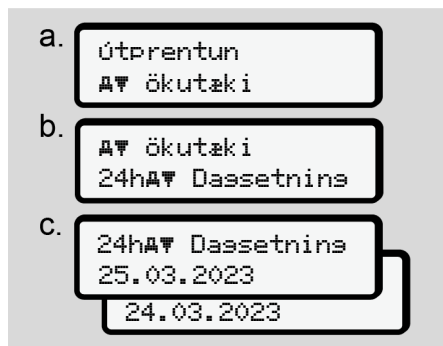 a.
útprentun
ökutæki
b.
ökutæki
24h Dagsetning
c.
24h Dagsetning
25.03.2023
24.03.2023